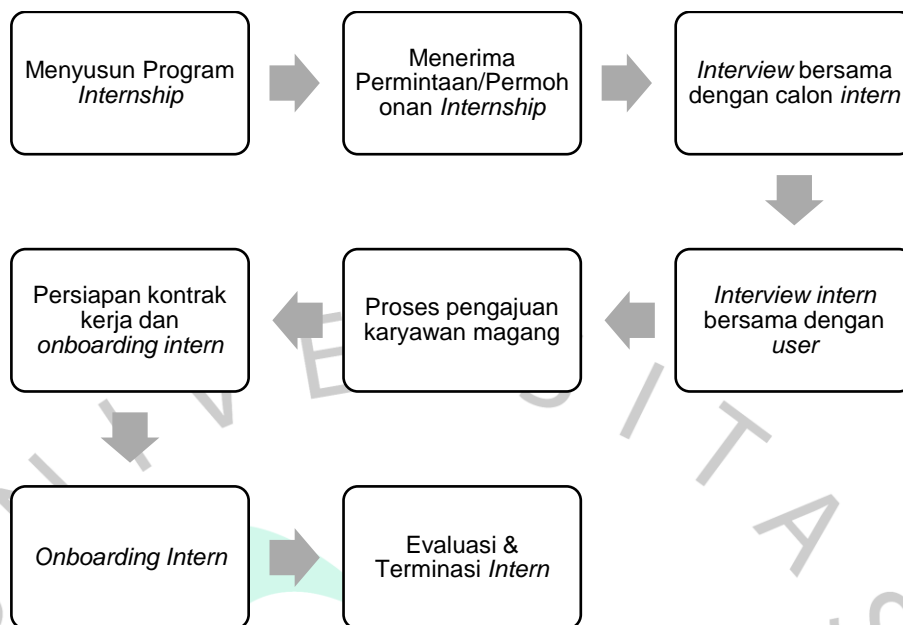 Menyusun Program
Internship
Menerima
Permintaan/Permoh
onan Internship
Interview bersama
dengan calon intern
Interview intern
bersama dengan
user
Proses pengajuan
karyawan magang
Persiapan kontrak
kerja dan
onboarding intern
Onboarding Intern
Evaluasi &
Terminasi Intern